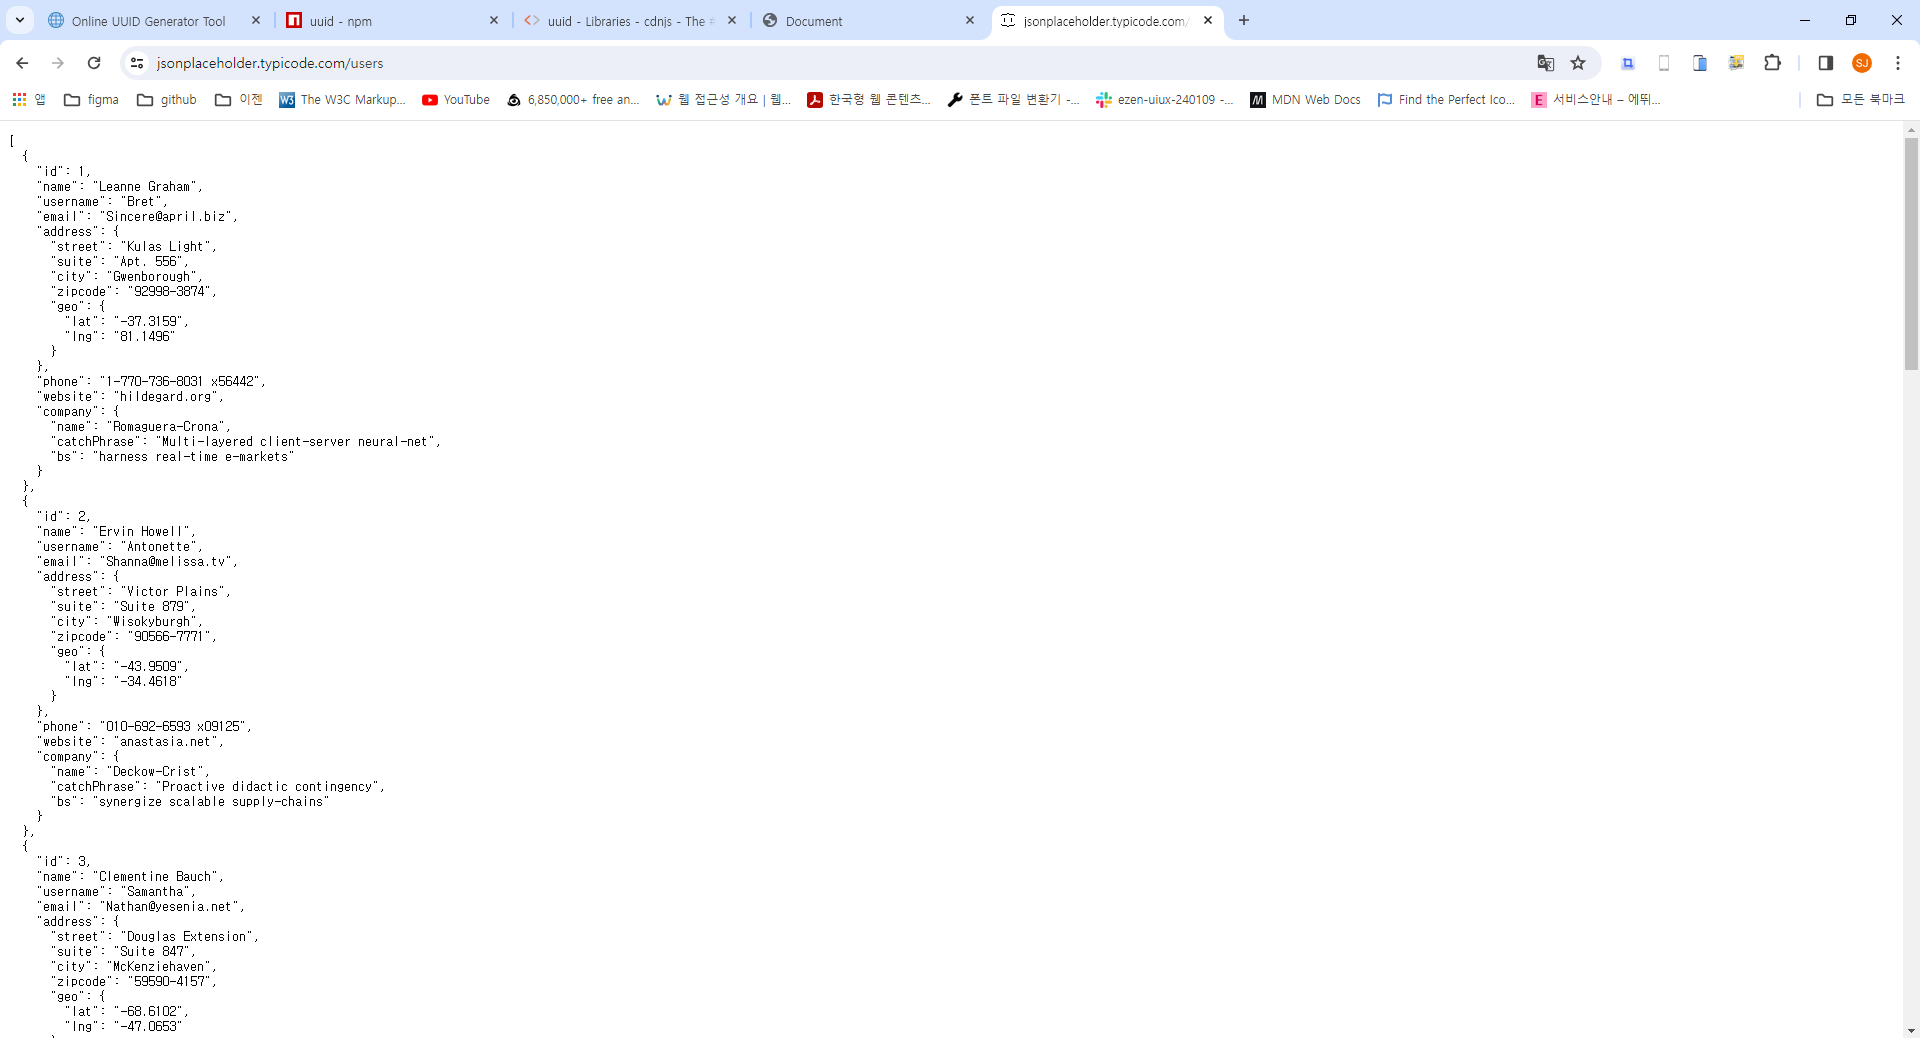 Online UUID Generator Tool
uuid - npm
uuid - Libraries - cdnjs - The
Document
jsonplaceholder.typicode.com/
jsonplaceholder.typicode.com/users
SJ
앱
figma
github
이젠
The W3C Markup...
YouTube
6,850,000+ free an...
웹 접근성 개요 | 웹...
한국형 웹 콘텐츠...
폰트 파일 변환기 -...
ezen-uiux-240109 -...
MDN Web Docs
Find the Perfect Ico...
서비스안내 – 에뛰...
모든 북마크
[
{
"id": 1,
"name": "Leanne Graham",
"username": "Bret",
"email": "Sincere@april.biz",
"address": {
"street": "Kulas Light",
"suite": "Apt. 556",
"city": "Gwenborough",
"zipcode": "92998-3874",
"geo": {
"lat": "-37.3159",
"lng": "81.1496"
}
},
"phone": "1-770-736-8031 x56442",
"website": "hildegard.org",
"company": {
"name": "Romaguera-Crona",
"catchPhrase": "Multi-layered client-server neural-net",
"bs": "harness real-time e-markets"
}
},
{
"id": 2,
"name": "Ervin Howell",
"username": "Antonette",
"email": "Shanna@melissa.tv",
"address": {
"street": "Victor Plains",
"suite": "Suite 879",
"city": "Wisokyburgh",
"zipcode": "90566-7771",
"geo": {
"lat": "-43.9509",
"lng": "-34.4618"
}
},
"phone": "010-692-6593 x09125",
"website": "anastasia.net",
"company": {
"name": "Deckow-Crist",
"catchPhrase": "Proactive didactic contingency",
"bs": "synergize scalable supply-chains"
}
},
{
"id": 3,
"name": "Clementine Bauch",
"username": "Samantha",
"email": "Nathan@yesenia.net",
"address": {
"street": "Douglas Extension",
"suite": "Suite 847",
"city": "McKenziehaven",
"zipcode": "59590-4157",
"geo": {
"lat": "-68.6102",
"lng": "-47.0653"